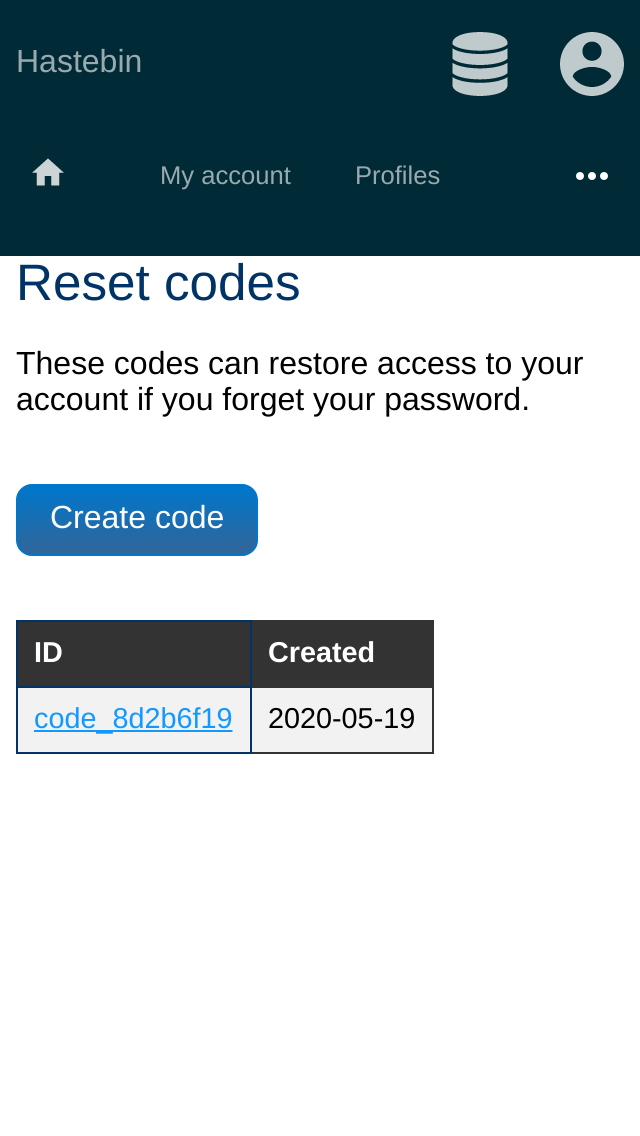 Hastebin
My account Profiles
Reset codes
These codes can restore access to your
account if you forget your password.
Create code
ID Created
code_8d2b6f19 2020-05-19